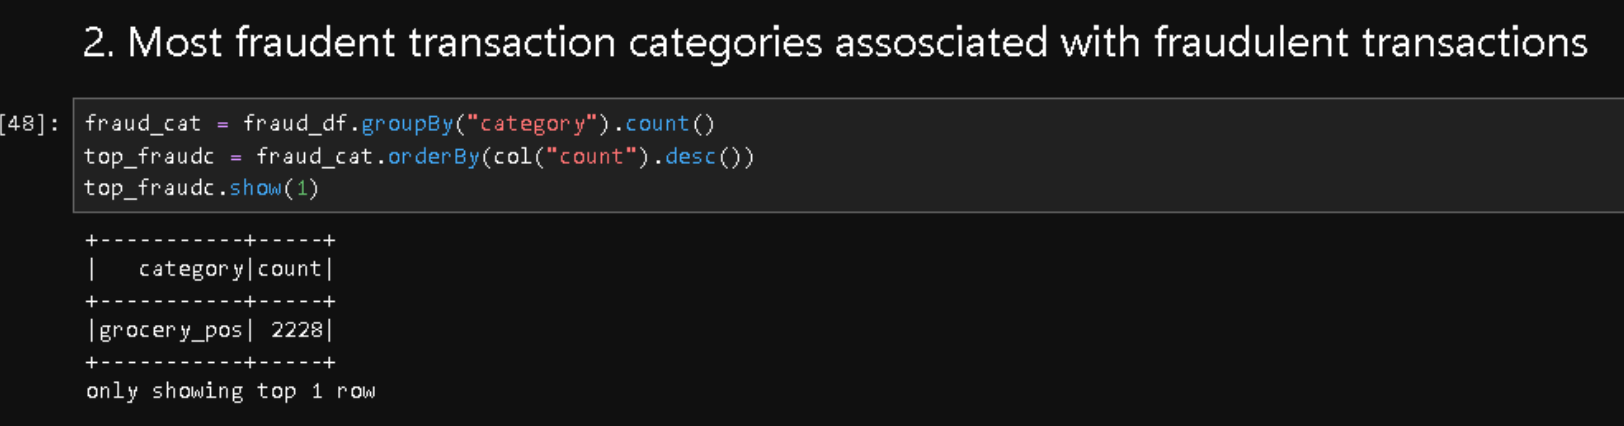 2. Most fraudent transaction categories assosciated with fraudulent transactions
[48]: fraud_cat = fraud_df.groupBy("category").count()
top_fraudc = fraud_cat.orderBy(col("count").desc())
top_fraudc.show(1)
+-----------+-----+
|   category|count|
+-----------+-----+
|grocery_pos| 2228|
+-----------+-----+
only showing top 1 row